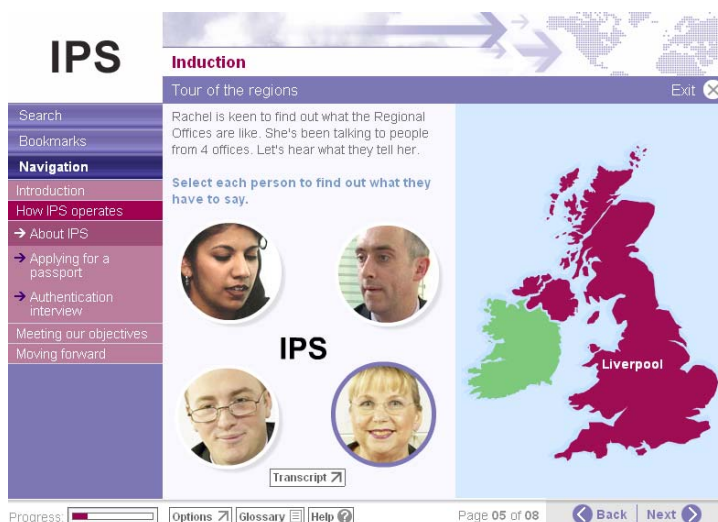 IPS
Induction
Tour of the regions
Exit
Search
Bookmarks
Navigation
Introduction
How IPS operates
About IPS
Applying for a
passport
Authentication
interview
Meeting our objectives
Moving forward
Rachel is keen to find out what the Regional
Offices are like. She's been talking to people
from 4 offices. Let's hear what they tell her.
Select each person to find out what they
have to say.
IPS
Transcript
Liverpool
Progress:
Options
Glossary
Help
Page 05 of 08
Back
Next